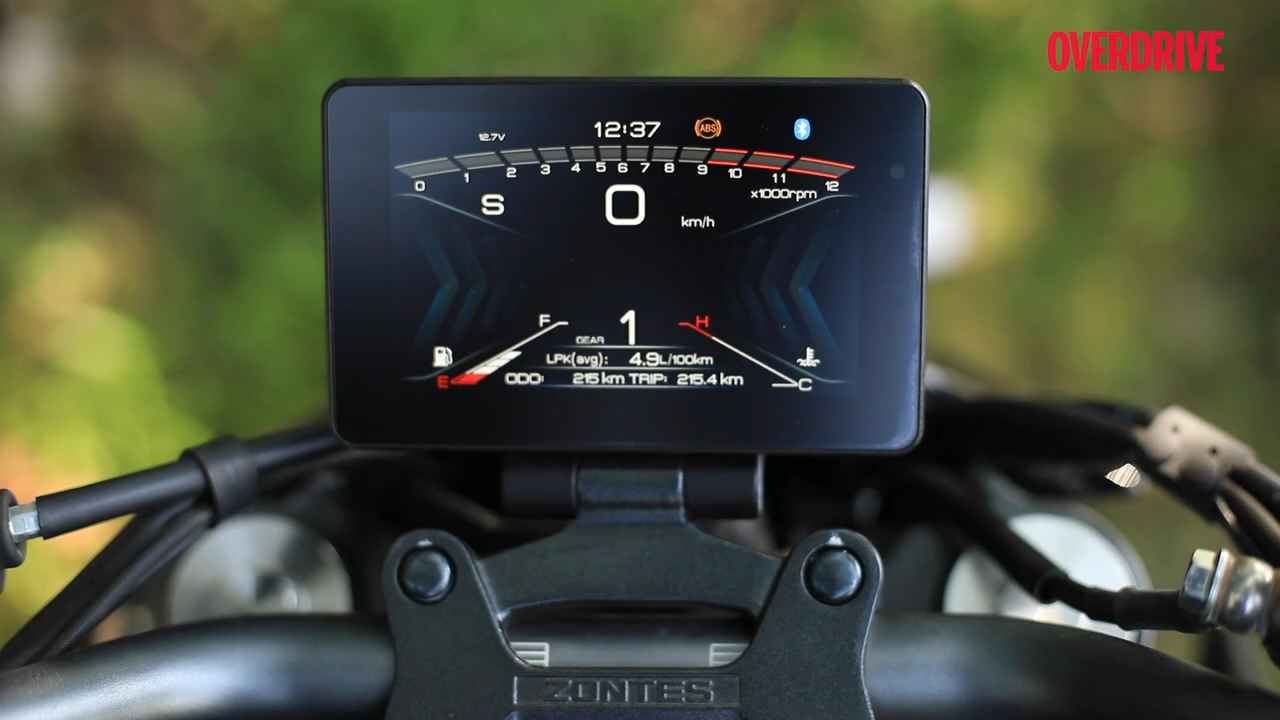 OVERDRIVE
12.7V 12:37 ABS
0 1 2 3 4 5 6 7 8 9 10 11 12
x1000rpm
S 0 km/h
F GEAR 1 H
LPK(avg): 4.9L/100km
E ODO: 215 km TRIP: 215.4 km C
ZONTES